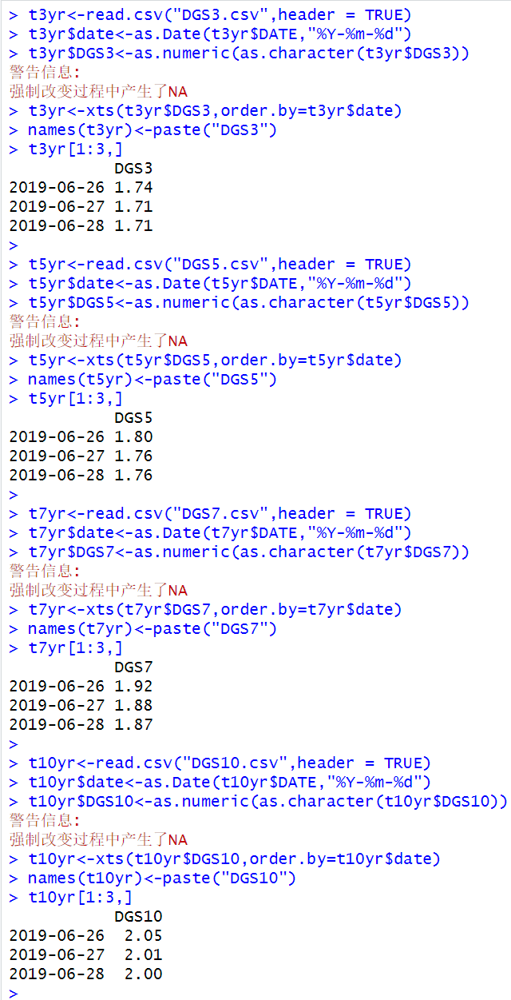 > t3yr<-read.csv("DGS3.csv",header = TRUE)
> t3yr$date<-as.Date(t3yr$DATE,"%Y-%m-%d")
> t3yr$DGS3<-as.numeric(as.character(t3yr$DGS3))
警告信息:
强制改变过程中产生了NA
> t3yr<-xts(t3yr$DGS3,order.by=t3yr$date)
> names(t3yr)<-paste("DGS3")
> t3yr[1:3,]
           DGS3
2019-06-26 1.74
2019-06-27 1.71
2019-06-28 1.71
>
> t5yr<-read.csv("DGS5.csv",header = TRUE)
> t5yr$date<-as.Date(t5yr$DATE,"%Y-%m-%d")
> t5yr$DGS5<-as.numeric(as.character(t5yr$DGS5))
警告信息:
强制改变过程中产生了NA
> t5yr<-xts(t5yr$DGS5,order.by=t5yr$date)
> names(t5yr)<-paste("DGS5")
> t5yr[1:3,]
           DGS5
2019-06-26 1.80
2019-06-27 1.76
2019-06-28 1.76
>
> t7yr<-read.csv("DGS7.csv",header = TRUE)
> t7yr$date<-as.Date(t7yr$DATE,"%Y-%m-%d")
> t7yr$DGS7<-as.numeric(as.character(t7yr$DGS7))
警告信息:
强制改变过程中产生了NA
> t7yr<-xts(t7yr$DGS7,order.by=t7yr$date)
> names(t7yr)<-paste("DGS7")
> t7yr[1:3,]
           DGS7
2019-06-26 1.92
2019-06-27 1.88
2019-06-28 1.87
>
> t10yr<-read.csv("DGS10.csv",header = TRUE)
> t10yr$date<-as.Date(t10yr$DATE,"%Y-%m-%d")
> t10yr$DGS10<-as.numeric(as.character(t10yr$DGS10))
警告信息:
强制改变过程中产生了NA
> t10yr<-xts(t10yr$DGS10,order.by=t10yr$date)
> names(t10yr)<-paste("DGS10")
> t10yr[1:3,]
           DGS10
2019-06-26  2.05
2019-06-27  2.01
2019-06-28  2.00
>